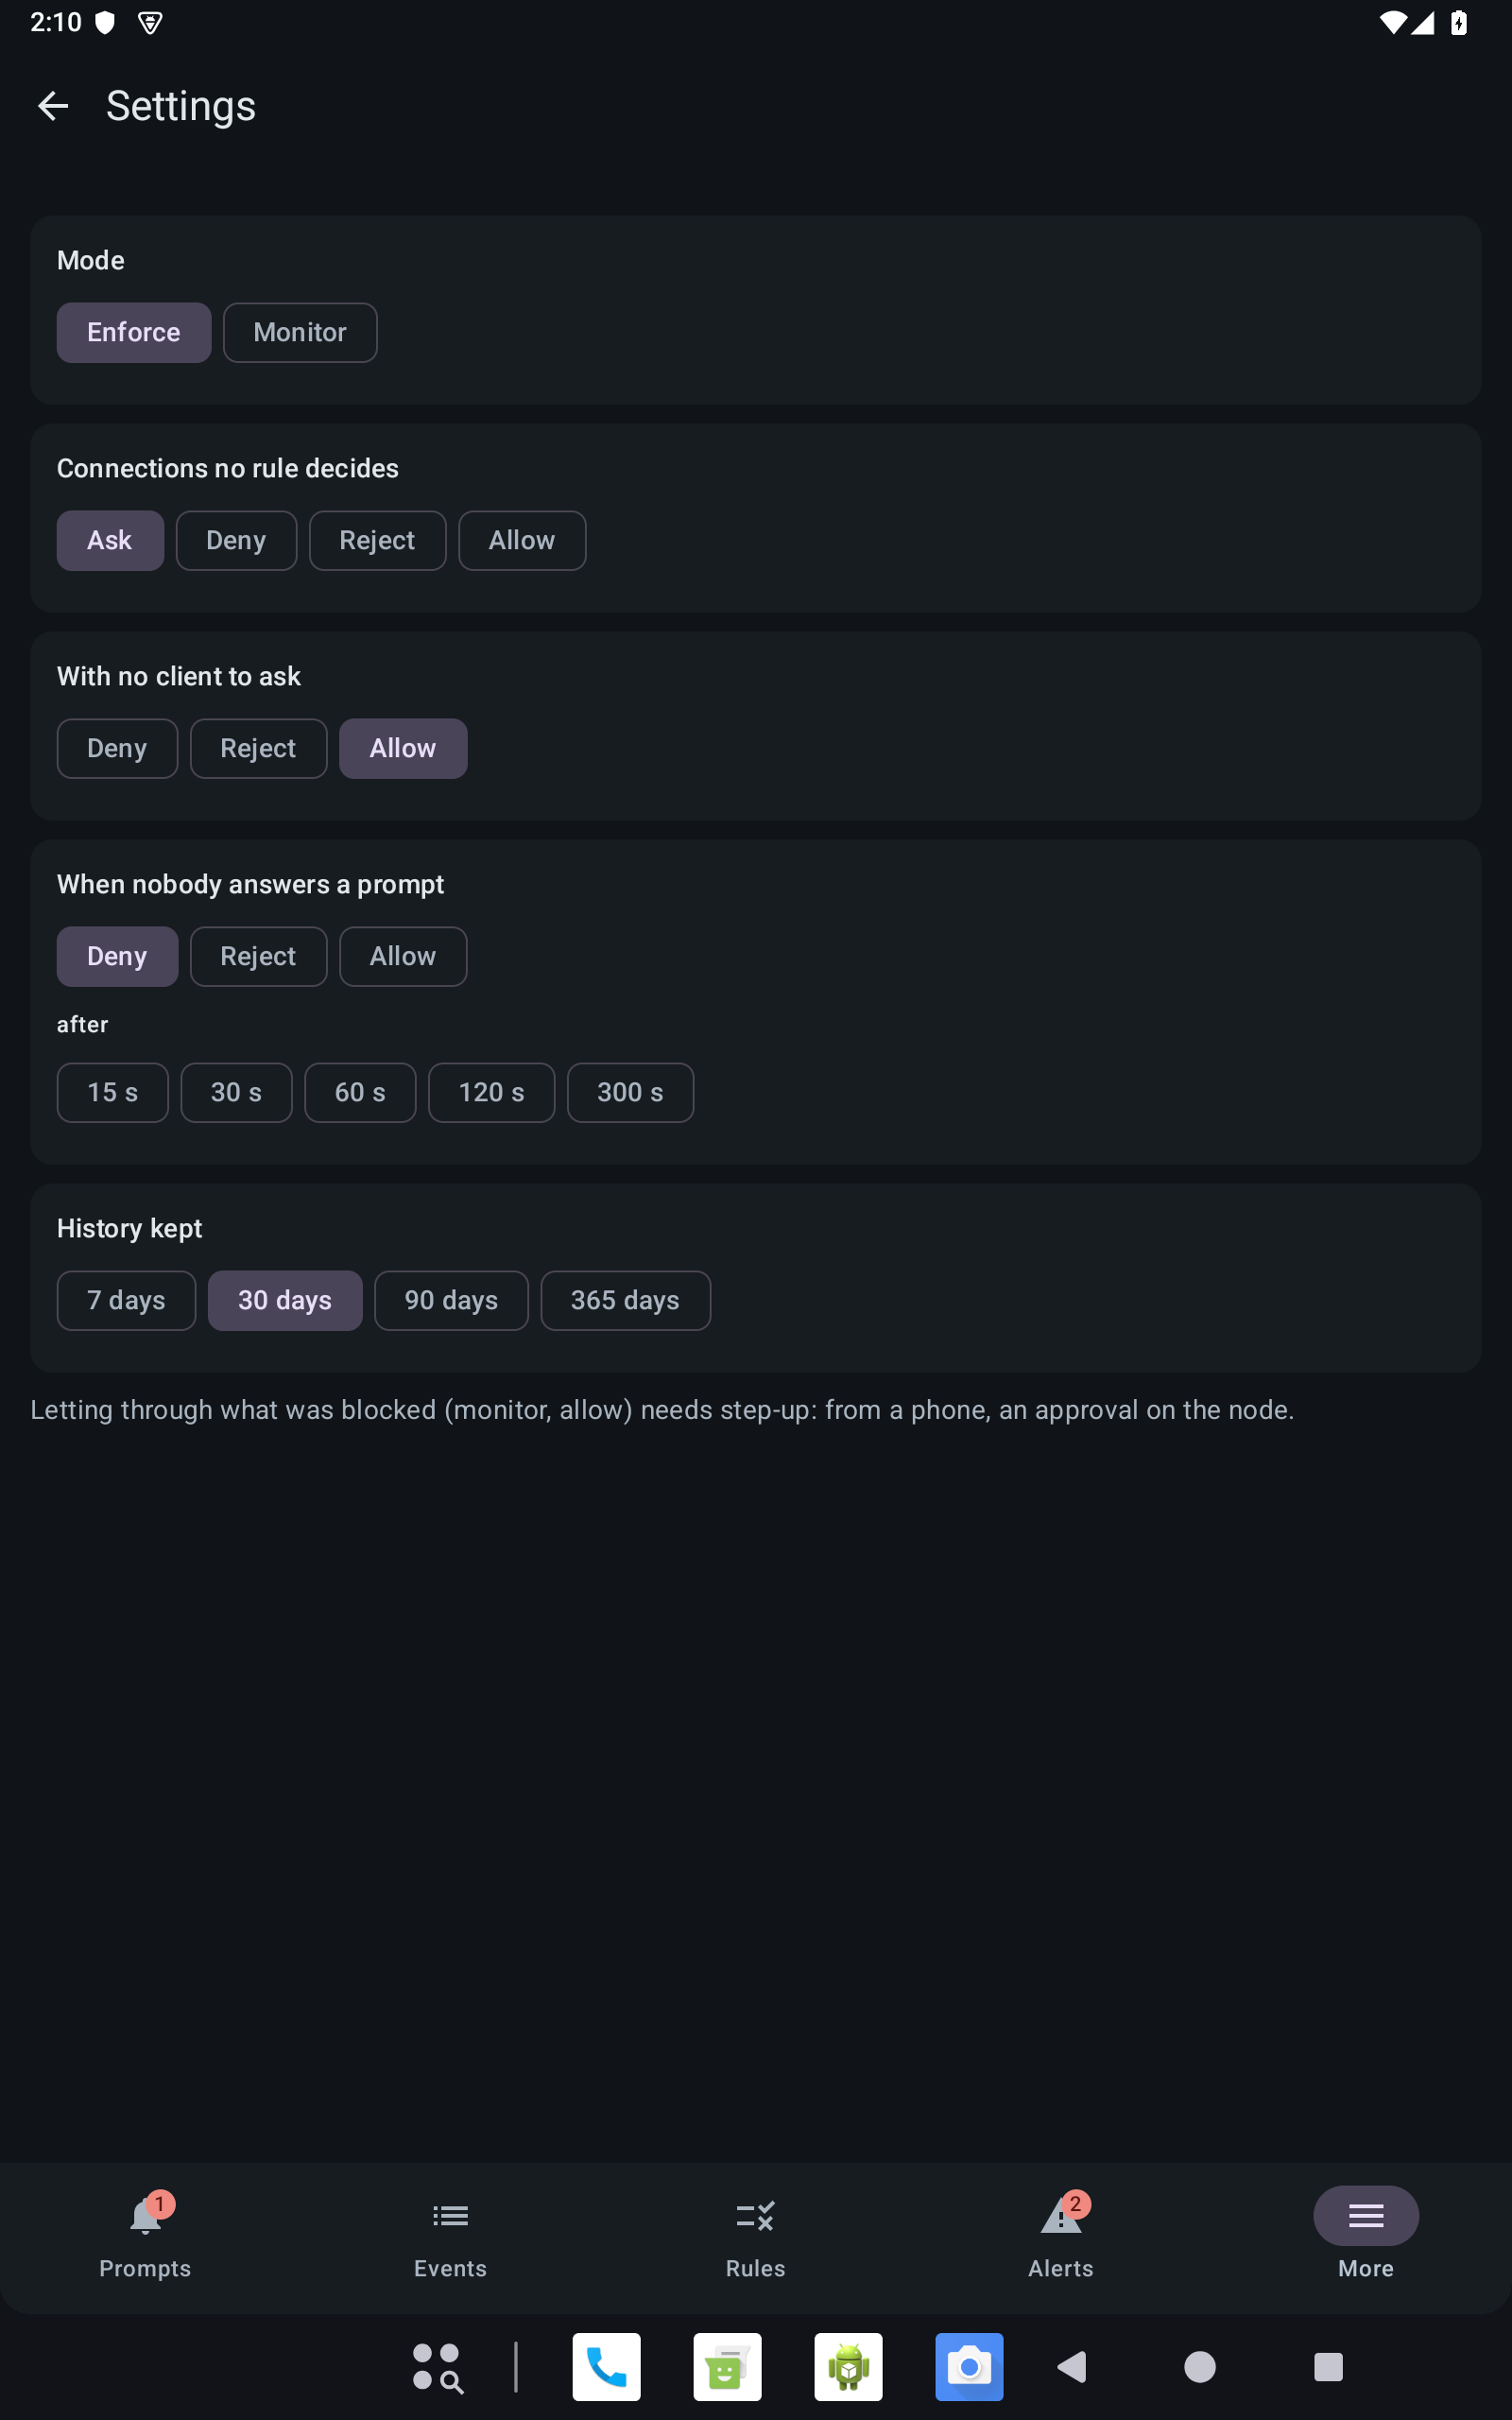 2:10
Settings
Mode
Enforce Monitor
Connections no rule decides
Ask Deny Reject Allow
With no client to ask
Deny Reject Allow
When nobody answers a prompt
Deny Reject Allow
after
15 s 30 s 60 s 120 s 300 s
History kept
7 days 30 days 90 days 365 days
Letting through what was blocked (monitor, allow) needs step-up: from a phone, an approval on the node.
1 2
Prompts Events Rules Alerts More